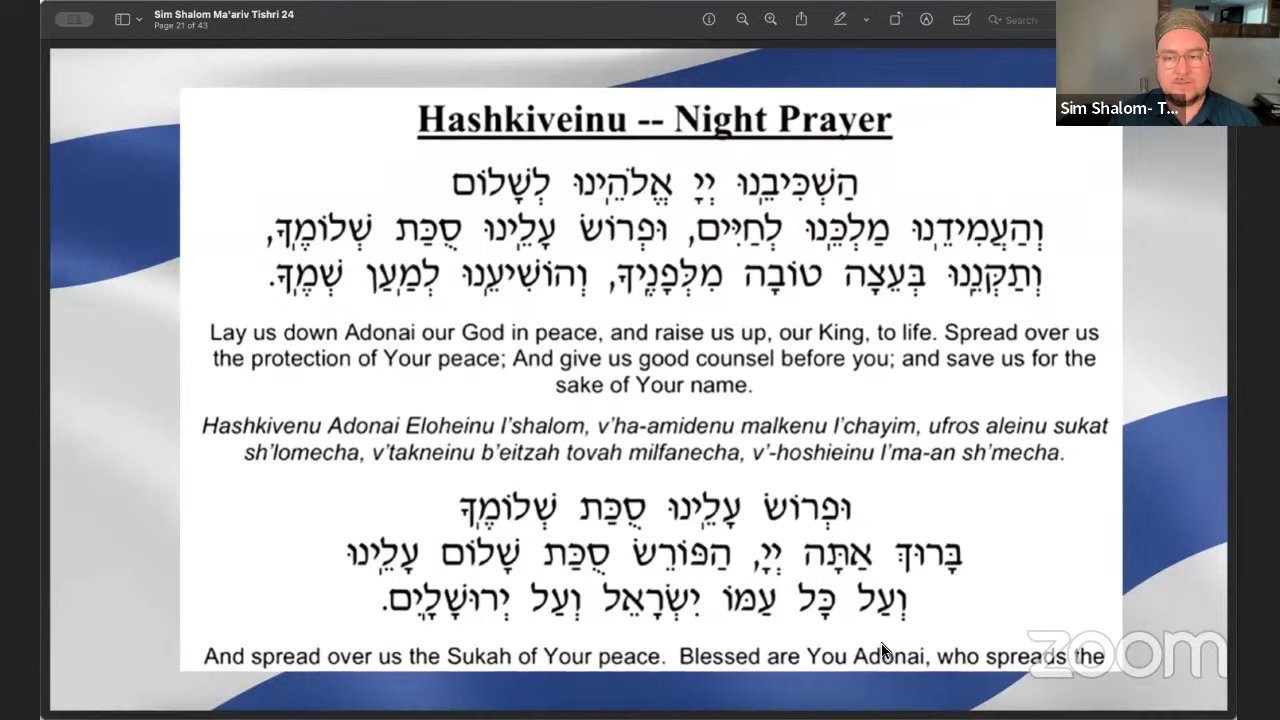 Sim Shalom Ma'ariv Tishri 24
Page 21 of 43
Search
Sim Shalom- T...
Hashkiveinu -- Night Prayer
הַשְׁכִּיבֵֽנוּ יְיָ אֱלֹהֵֽינוּ לְשָׁלוֹם
וְהַעֲמִידֵֽנוּ מַלְכֵּֽנוּ לְחַיִּים, וּפְרוֹשׂ עָלֵֽינוּ סֻכַּת שְׁלוֹמֶֽךָ,
וְתַקְּנֵֽנוּ בְּעֵצָה טוֹבָה מִלְּפָנֶֽיךָ, וְהוֹשִׁיעֵֽנוּ לְמַֽעַן שְׁמֶֽךָ.
Lay us down Adonai our God in peace, and raise us up, our King, to life. Spread over us
the protection of Your peace; And give us good counsel before you; and save us for the
sake of Your name.
Hashkivenu Adonai Eloheinu l'shalom, v'ha-amidenu malkenu l'chayim, ufros aleinu sukat
sh'lomecha, v'takneinu b'eitzah tovah milfanecha, v'-hoshieinu l'ma-an sh'mecha.
וּפְרוֹשׂ עָלֵֽינוּ סֻכַּת שְׁלוֹמֶֽךָ
בָּרוּךְ אַתָּה יְיָ, הַפּוֹרֵשׂ סֻכַּת שָׁלוֹם עָלֵֽינוּ
וְעַל כָּל עַמּוֹ יִשְׂרָאֵל וְעַל יְרוּשָׁלָֽיִם.
And spread over us the Sukah of Your peace.  Blessed are You Adonai, who spreads the
zoom